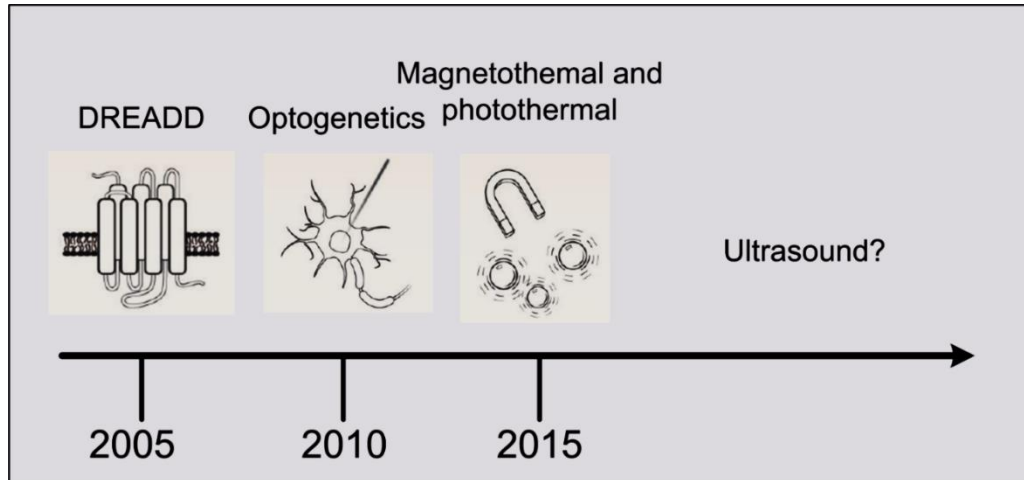 DREADD
Optogenetics
Magnetothemal and
photothermal
Ultrasound?
2005
2010
2015